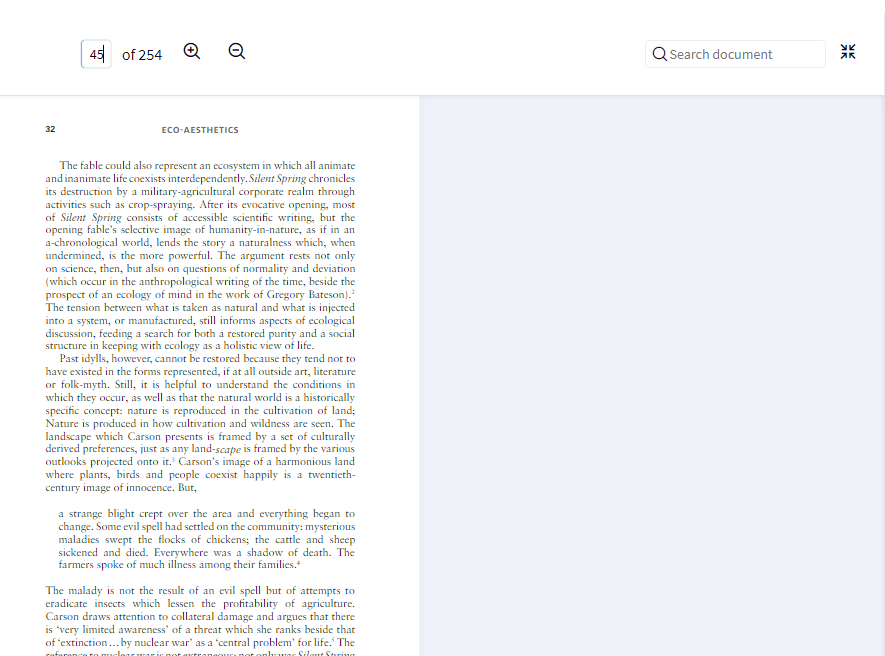 45 of 254 Search document
32 ECO-AESTHETICS
The fable could also represent an ecosystem in which all animate
and inanimate life coexists interdependently. Silent Spring chronicles
its destruction by a military-agricultural corporate realm through
activities such as crop-spraying. After its evocative opening, most
of Silent Spring consists of accessible scientific writing, but the
opening fable's selective image of humanity-in-nature, as if in an
a-chronological world, lends the story a naturalness which, when
undermined, is the more powerful. The argument rests not only
on science, then, but also on questions of normality and deviation
(which occur in the anthropological writing of the time, beside the
prospect of an ecology of mind in the work of Gregory Bateson).²
The tension between what is taken as natural and what is injected
into a system, or manufactured, still informs aspects of ecological
discussion, feeding a search for both a restored purity and a social
structure in keeping with ecology as a holistic view of life.
Past idylls, however, cannot be restored because they tend not to
have existed in the forms represented, if at all outside art, literature
or folk-myth. Still, it is helpful to understand the conditions in
which they occur, as well as that the natural world is a historically
specific concept: nature is reproduced in the cultivation of land;
Nature is produced in how cultivation and wildness are seen. The
landscape which Carson presents is framed by a set of culturally
derived preferences, just as any land-scape is framed by the various
outlooks projected onto it.³ Carson's image of a harmonious land
where plants, birds and people coexist happily is a twentieth-
century image of innocence. But,
a strange blight crept over the area and everything began to
change. Some evil spell had settled on the community: mysterious
maladies swept the flocks of chickens; the cattle and sheep
sickened and died. Everywhere was a shadow of death. The
farmers spoke of much illness among their families.⁴
The malady is not the result of an evil spell but of attempts to
eradicate insects which lessen the profitability of agriculture.
Carson draws attention to collateral damage and argues that there
is 'very limited awareness' of a threat which she ranks beside that
of 'extinction … by nuclear war' as a 'central problem' for life.⁵ The
reference to nuclear war is not extraneous: not only was Silent Spring